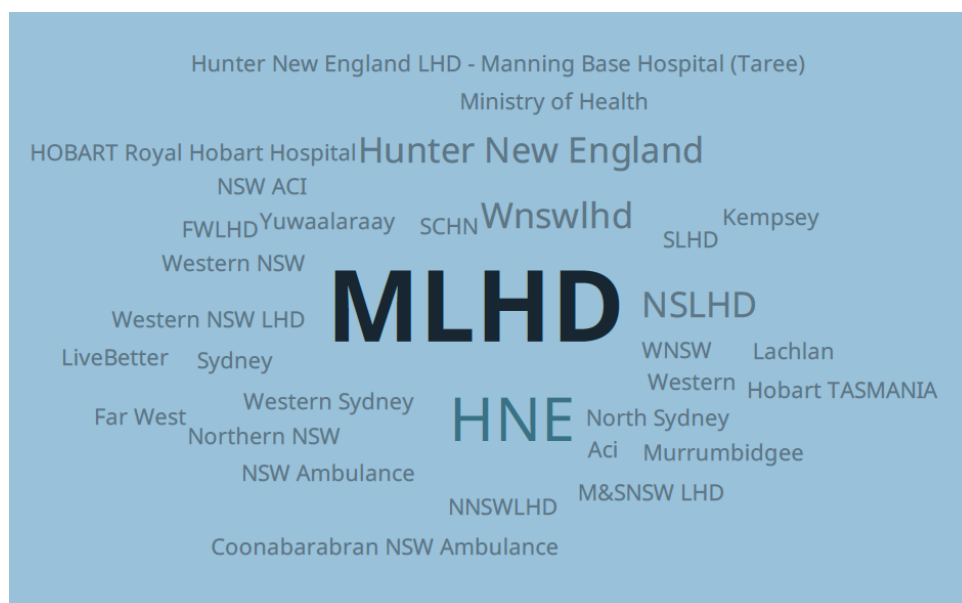 Hunter New England LHD - Manning Base Hospital (Taree)
Ministry of Health
HOBART Royal Hobart Hospital
Hunter New England
NSW ACI
FWLHD
Yuwaalaraay
SCHN
Wnswlhd
SLHD
Kempsey
Western NSW
MLHD
NSLHD
Western NSW LHD
LiveBetter
Sydney
WNSW
Lachlan
Western
Hobart TASMANIA
Western Sydney
Far West
Northern NSW
HNE
North Sydney
Aci
Murrumbidgee
NSW Ambulance
NNSWLHD
M&SNSW LHD
Coonabarabran NSW Ambulance